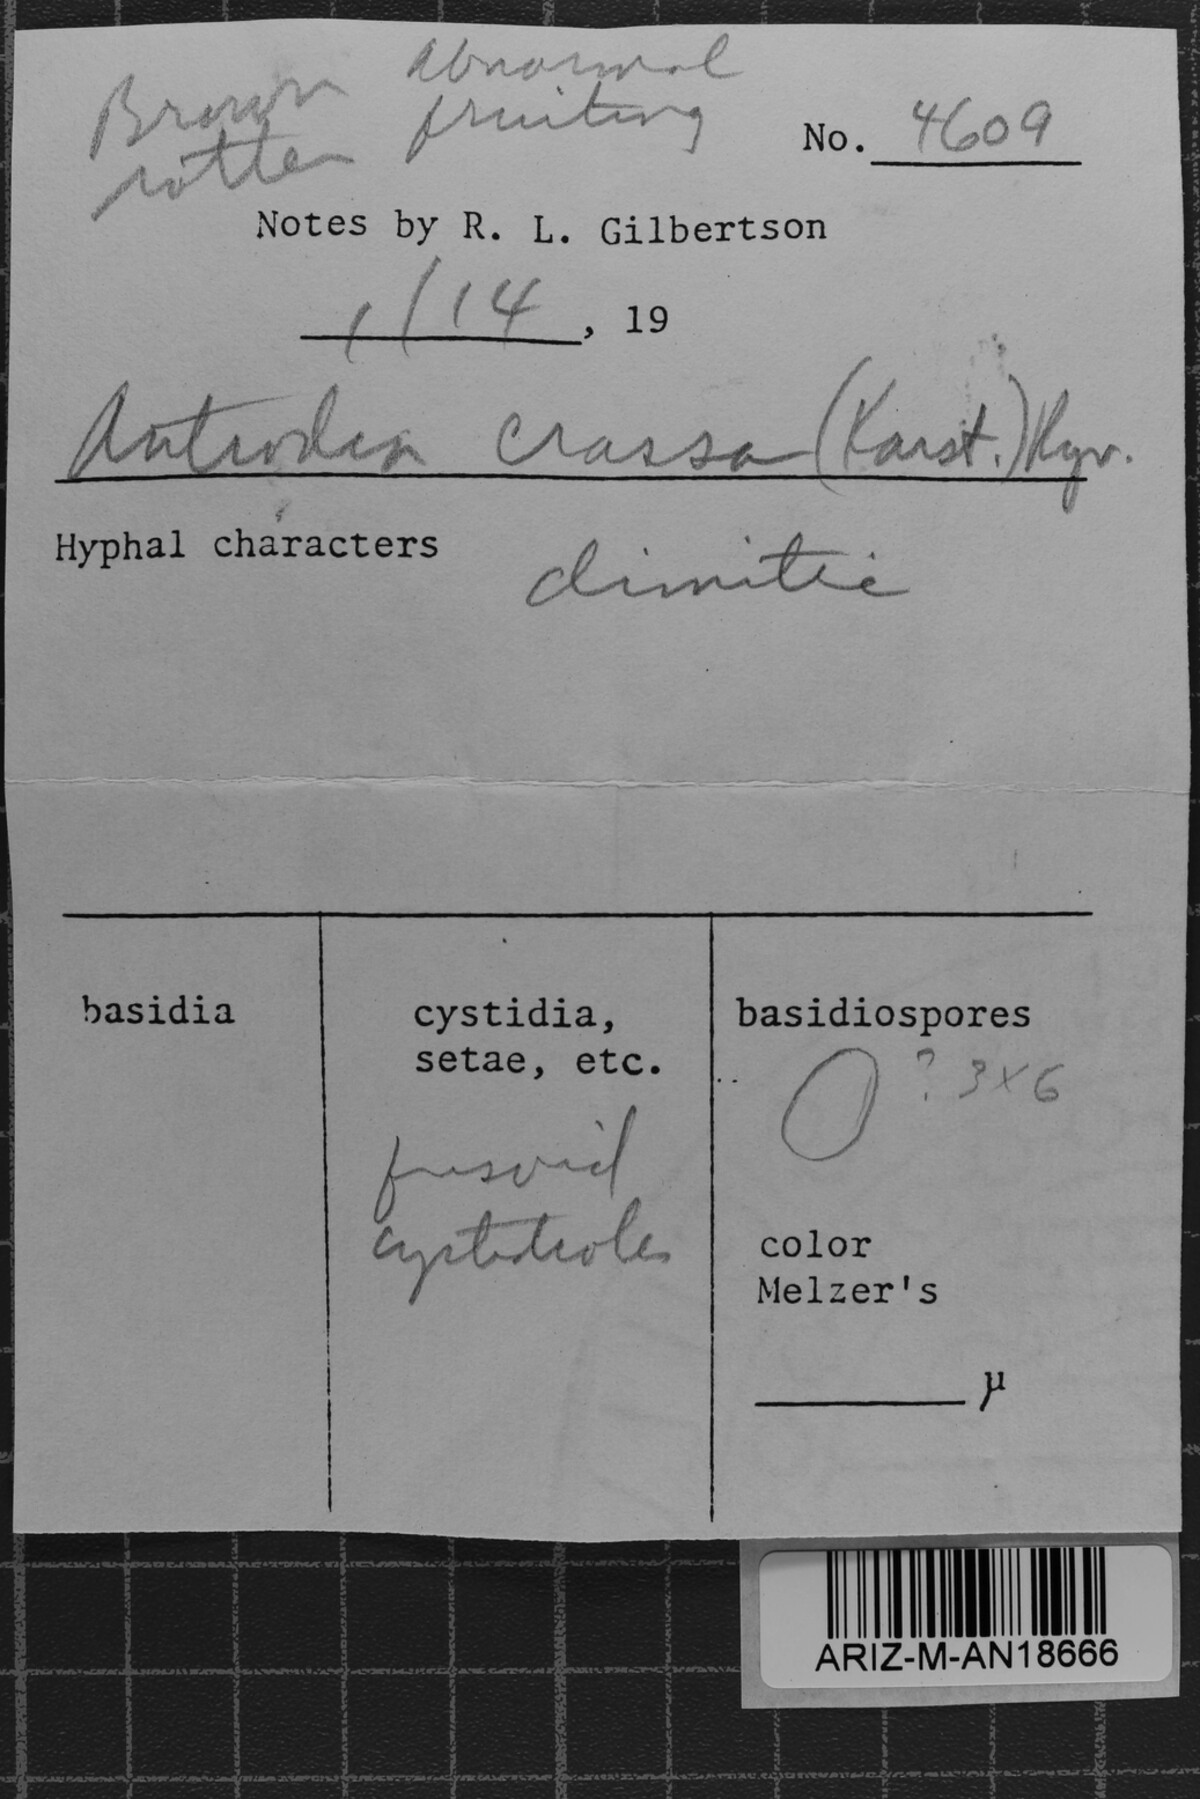 Brown
rotten
abnormal
fruiting
No. 4609
Notes by R. L. Gilbertson
1/14, 19
Antrodia crassa (Karst.) Ryv.
Hyphal characters
dimitic
basidia
cystidia,
setae, etc.
fusoid
cystidioles
basidiospores
? 3x6
color
Melzer's
µ
ARIZ-M-AN18666